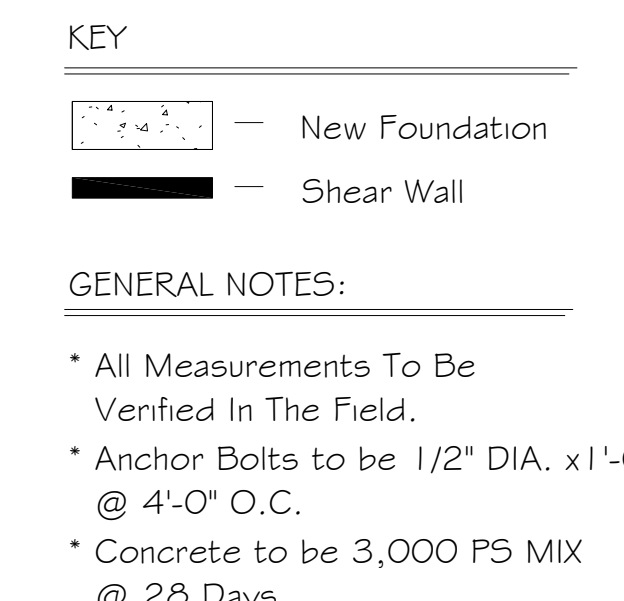 KEY
— New Foundation
— Shear Wall
GENERAL NOTES:
* All Measurements To Be
Verified In The Field.
* Anchor Bolts to be 1/2" DIA. x1'-
@ 4'-0" O.C.
* Concrete to be 3,000 PS MIX
@ 28 Days